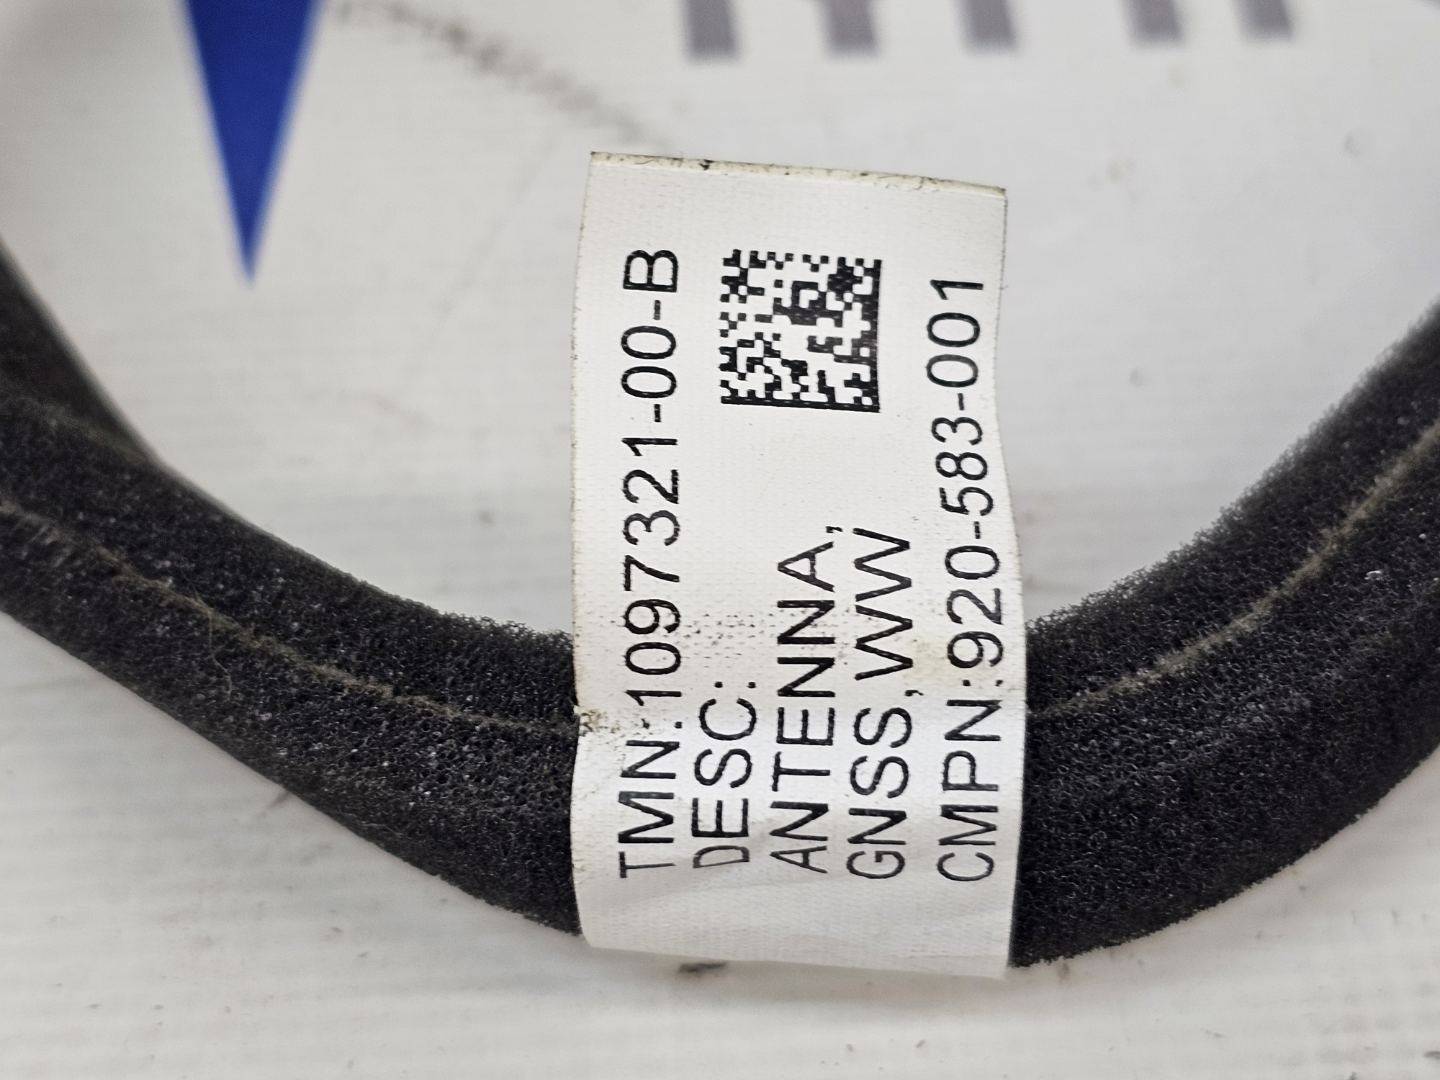 TMN:1097321-00-B
DESC:
ANTENNA,
GNSS,WW
CMPN:920-583-001